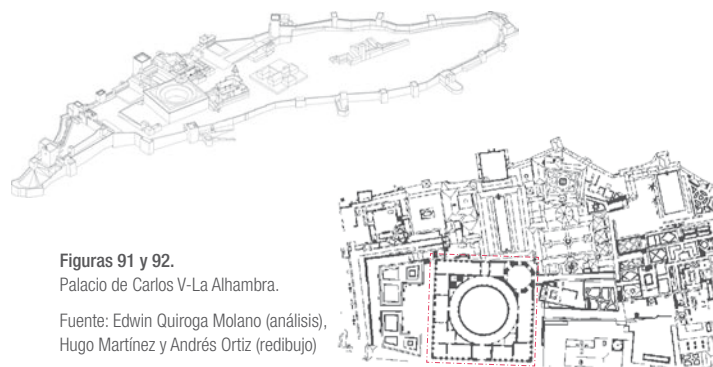 Figuras 91 y 92.
Palacio de Carlos V-La Alhambra.
Fuente: Edwin Quiroga Molano (análisis),
Hugo Martínez y Andrés Ortiz (redibujo)